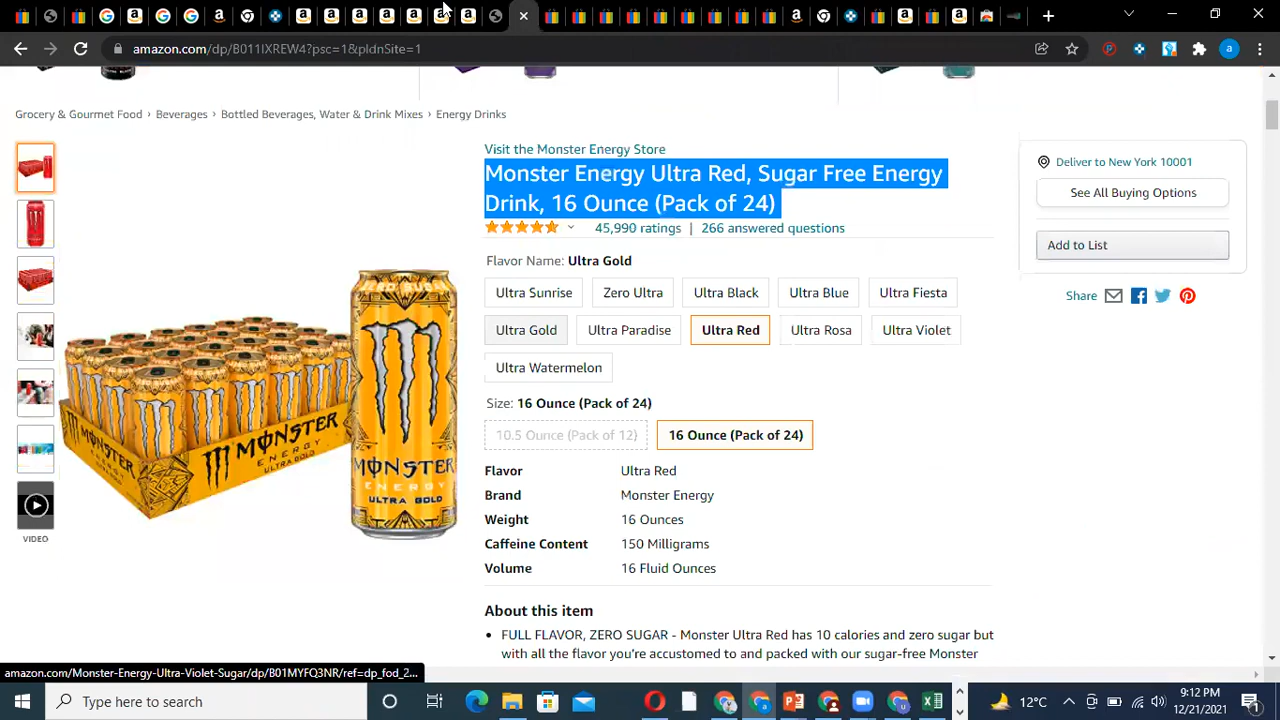 amazon.com/dp/B011IXREW4?psc=1&pldnSite=1
Grocery & Gourmet Food › Beverages › Bottled Beverages, Water & Drink Mixes › Energy Drinks
Visit the Monster Energy Store
Monster Energy Ultra Red, Sugar Free Energy
Drink, 16 Ounce (Pack of 24)
45,990 ratings | 266 answered questions
Flavor Name: Ultra Gold
Ultra Sunrise Zero Ultra Ultra Black Ultra Blue Ultra Fiesta
Ultra Gold Ultra Paradise Ultra Red Ultra Rosa Ultra Violet
Ultra Watermelon
Size: 16 Ounce (Pack of 24)
10.5 Ounce (Pack of 12) 16 Ounce (Pack of 24)
Flavor Ultra Red
Brand Monster Energy
Weight 16 Ounces
Caffeine Content 150 Milligrams
Volume 16 Fluid Ounces
About this item
• FULL FLAVOR, ZERO SUGAR - Monster Ultra Red has 10 calories and zero sugar but
with all the flavor you're accustomed to and packed with our sugar-free Monster
Deliver to New York 10001
See All Buying Options
Add to List
Share
VIDEO
ZERO SUGAR
MONSTER
ENERGY
ULTRA GOLD
MONSTER
ENERGY
ULTRA GOLD
amazon.com/Monster-Energy-Ultra-Violet-Sugar/dp/B01MYFQ3NR/ref=dp_fod_2...
Type here to search
12°C
9:12 PM
12/21/2021